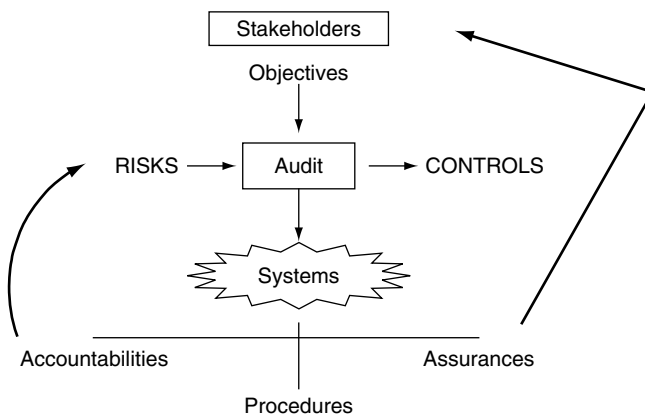 Stakeholders
Objectives
RISKS Audit CONTROLS
Systems
Accountabilities Assurances
Procedures